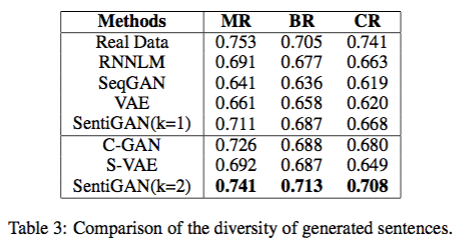 Methods MR BR CR
Real Data 0.753 0.705 0.741
RNNLM 0.691 0.677 0.663
SeqGAN 0.641 0.636 0.619
VAE 0.661 0.658 0.620
SentiGAN(k=1) 0.711 0.687 0.668
C-GAN 0.726 0.688 0.680
S-VAE 0.692 0.687 0.649
SentiGAN(k=2) 0.741 0.713 0.708
Table 3: Comparison of the diversity of generated sentences.